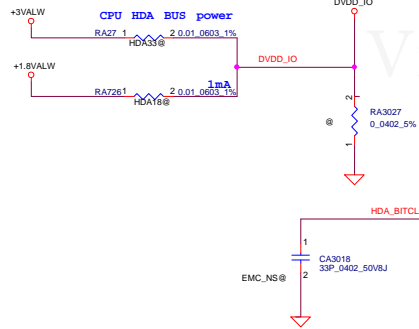 +3VALW
CPU HDA BUS power
DVDD_IO
RA27 1 2 0.01_0603_1%
HDA33@
DVDD_IO
+1.8VALW
1mA
RA726 1 2 0.01_0603_1%
HDA18@
2
@
RA3027
0_0402_5%
1
HDA_BITCL
1
CA3018
33P_0402_50V8J
EMC_NS@
2
V